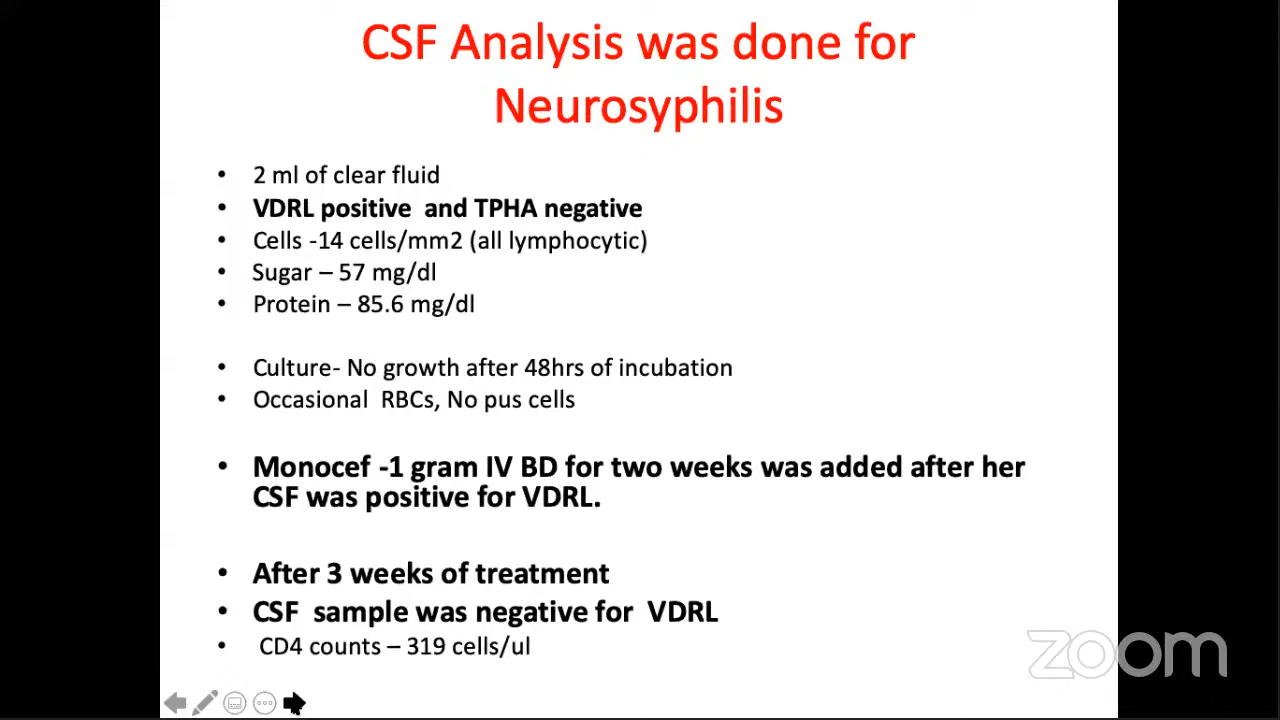 CSF Analysis was done for
Neurosyphilis
• 2 ml of clear fluid
• VDRL positive and TPHA negative
• Cells -14 cells/mm2 (all lymphocytic)
• Sugar – 57 mg/dl
• Protein – 85.6 mg/dl
• Culture- No growth after 48hrs of incubation
• Occasional RBCs, No pus cells
• Monocef -1 gram IV BD for two weeks was added after her
CSF was positive for VDRL.
• After 3 weeks of treatment
• CSF sample was negative for VDRL
• CD4 counts – 319 cells/ul
zoom